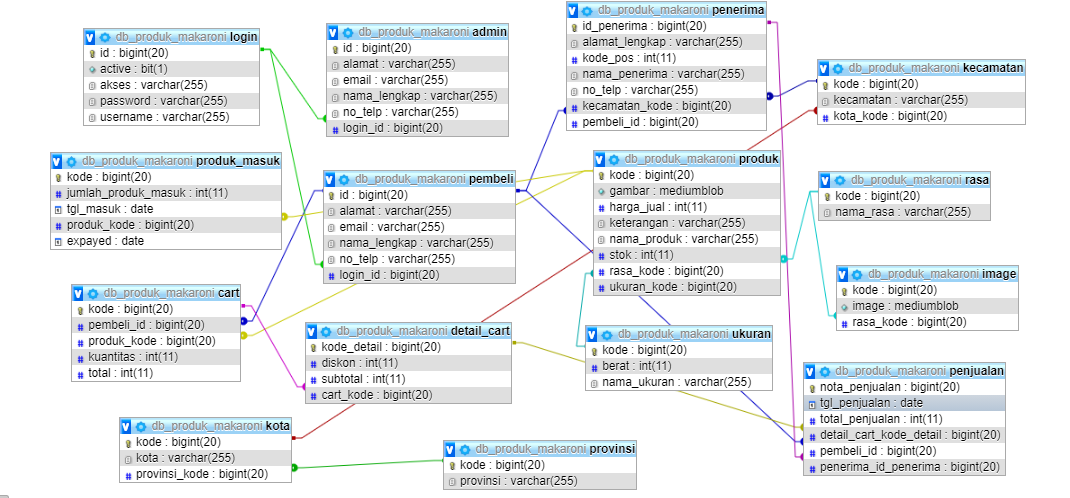 db_produk_makaroni login
id : bigint(20)
active : bit(1)
akses : varchar(255)
password : varchar(255)
username : varchar(255)
db_produk_makaroni admin
id : bigint(20)
alamat : varchar(255)
email : varchar(255)
nama_lengkap : varchar(255)
no_telp : varchar(255)
login_id : bigint(20)
db_produk_makaroni penerima
id_penerima : bigint(20)
alamat_lengkap : varchar(255)
kode_pos : int(11)
nama_penerima : varchar(255)
no_telp : varchar(255)
kecamatan_kode : bigint(20)
pembeli_id : bigint(20)
db_produk_makaroni kecamatan
kode : bigint(20)
kecamatan : varchar(255)
kota_kode : bigint(20)
db_produk_makaroni produk_masuk
kode : bigint(20)
jumlah_produk_masuk : int(11)
tgl_masuk : date
produk_kode : bigint(20)
expayed : date
db_produk_makaroni pembeli
id : bigint(20)
alamat : varchar(255)
email : varchar(255)
nama_lengkap : varchar(255)
no_telp : varchar(255)
login_id : bigint(20)
db_produk_makaroni produk
kode : bigint(20)
gambar : mediumblob
harga_jual : int(11)
keterangan : varchar(255)
nama_produk : varchar(255)
stok : int(11)
rasa_kode : bigint(20)
ukuran_kode : bigint(20)
db_produk_makaroni rasa
kode : bigint(20)
nama_rasa : varchar(255)
db_produk_makaroni image
kode : bigint(20)
image : mediumblob
rasa_kode : bigint(20)
db_produk_makaroni cart
kode : bigint(20)
pembeli_id : bigint(20)
produk_kode : bigint(20)
kuantitas : int(11)
total : int(11)
db_produk_makaroni detail_cart
kode_detail : bigint(20)
diskon : int(11)
subtotal : int(11)
cart_kode : bigint(20)
db_produk_makaroni ukuran
kode : bigint(20)
berat : int(11)
nama_ukuran : varchar(255)
db_produk_makaroni penjualan
nota_penjualan : bigint(20)
tgl_penjualan : date
total_penjualan : int(11)
detail_cart_kode_detail : bigint(20)
pembeli_id : bigint(20)
penerima_id_penerima : bigint(20)
db_produk_makaroni kota
kode : bigint(20)
kota : varchar(255)
provinsi_kode : bigint(20)
db_produk_makaroni provinsi
kode : bigint(20)
provinsi : varchar(255)